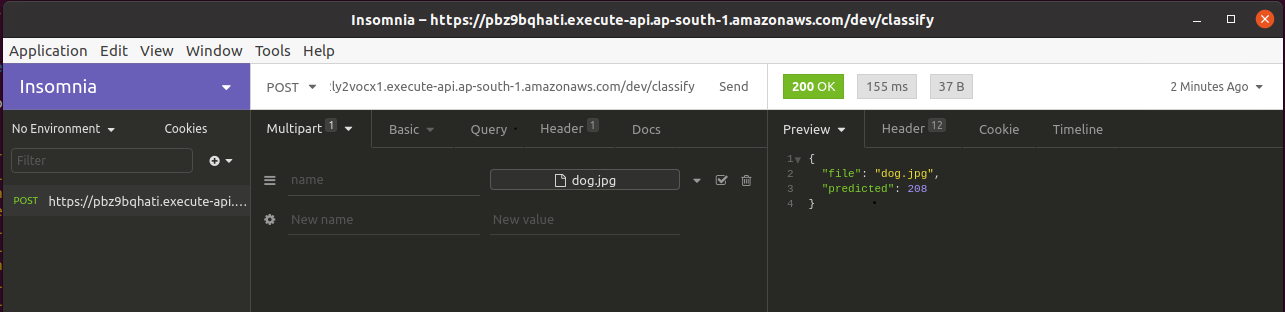 Insomnia – https://pbz9bqhati.execute-api.ap-south-1.amazonaws.com/dev/classify
Application Edit View Window Tools Help
Insomnia
POST ly2vocx1.execute-api.ap-south-1.amazonaws.com/dev/classify Send
200 OK 155 ms 37 B 2 Minutes Ago
No Environment Cookies
Multipart 1 Basic Query Header 1 Docs
Preview Header 12 Cookie Timeline
Filter
POST https://pbz9bqhati.execute-api....
name dog.jpg
New name New value
1 {
2 "file": "dog.jpg",
3 "predicted": 208
4 }